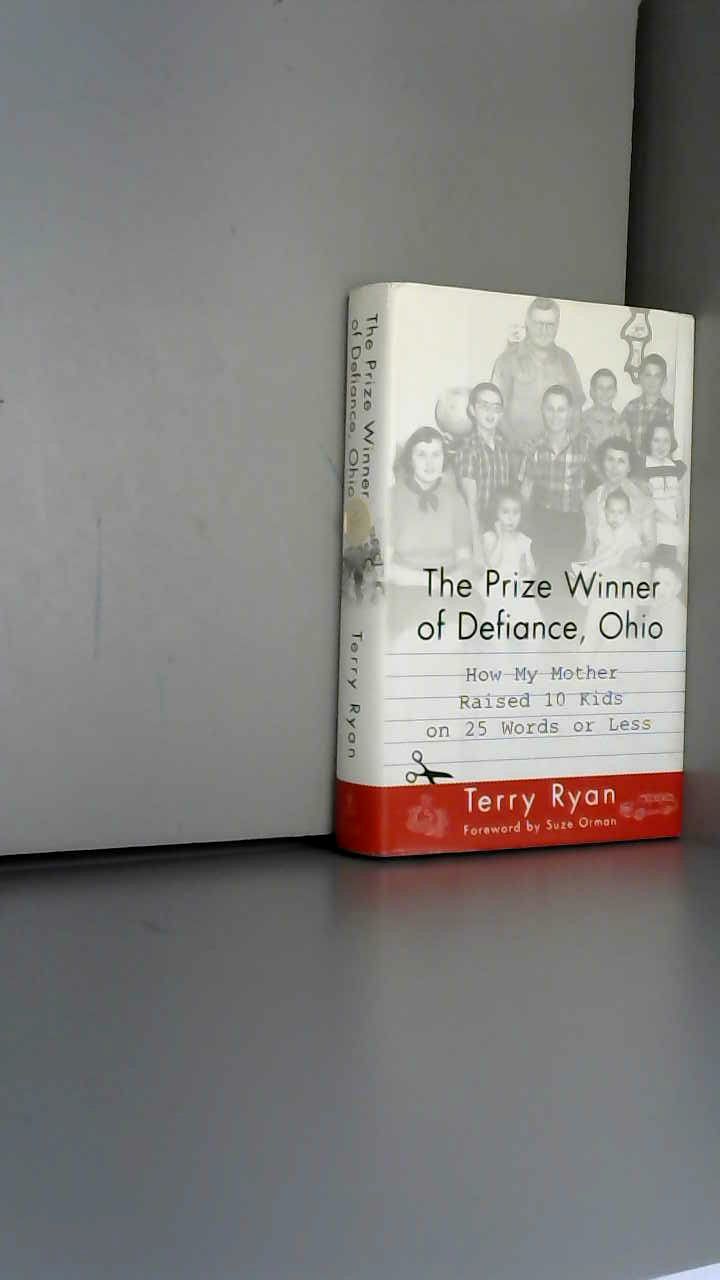 The Prize Winner
of Defiance, Ohio
Terry Ryan
The Prize Winner
of Defiance, Ohio
How My Mother
Raised 10 Kids
on 25 Words or Less
Terry Ryan
Foreword by Suze Orman